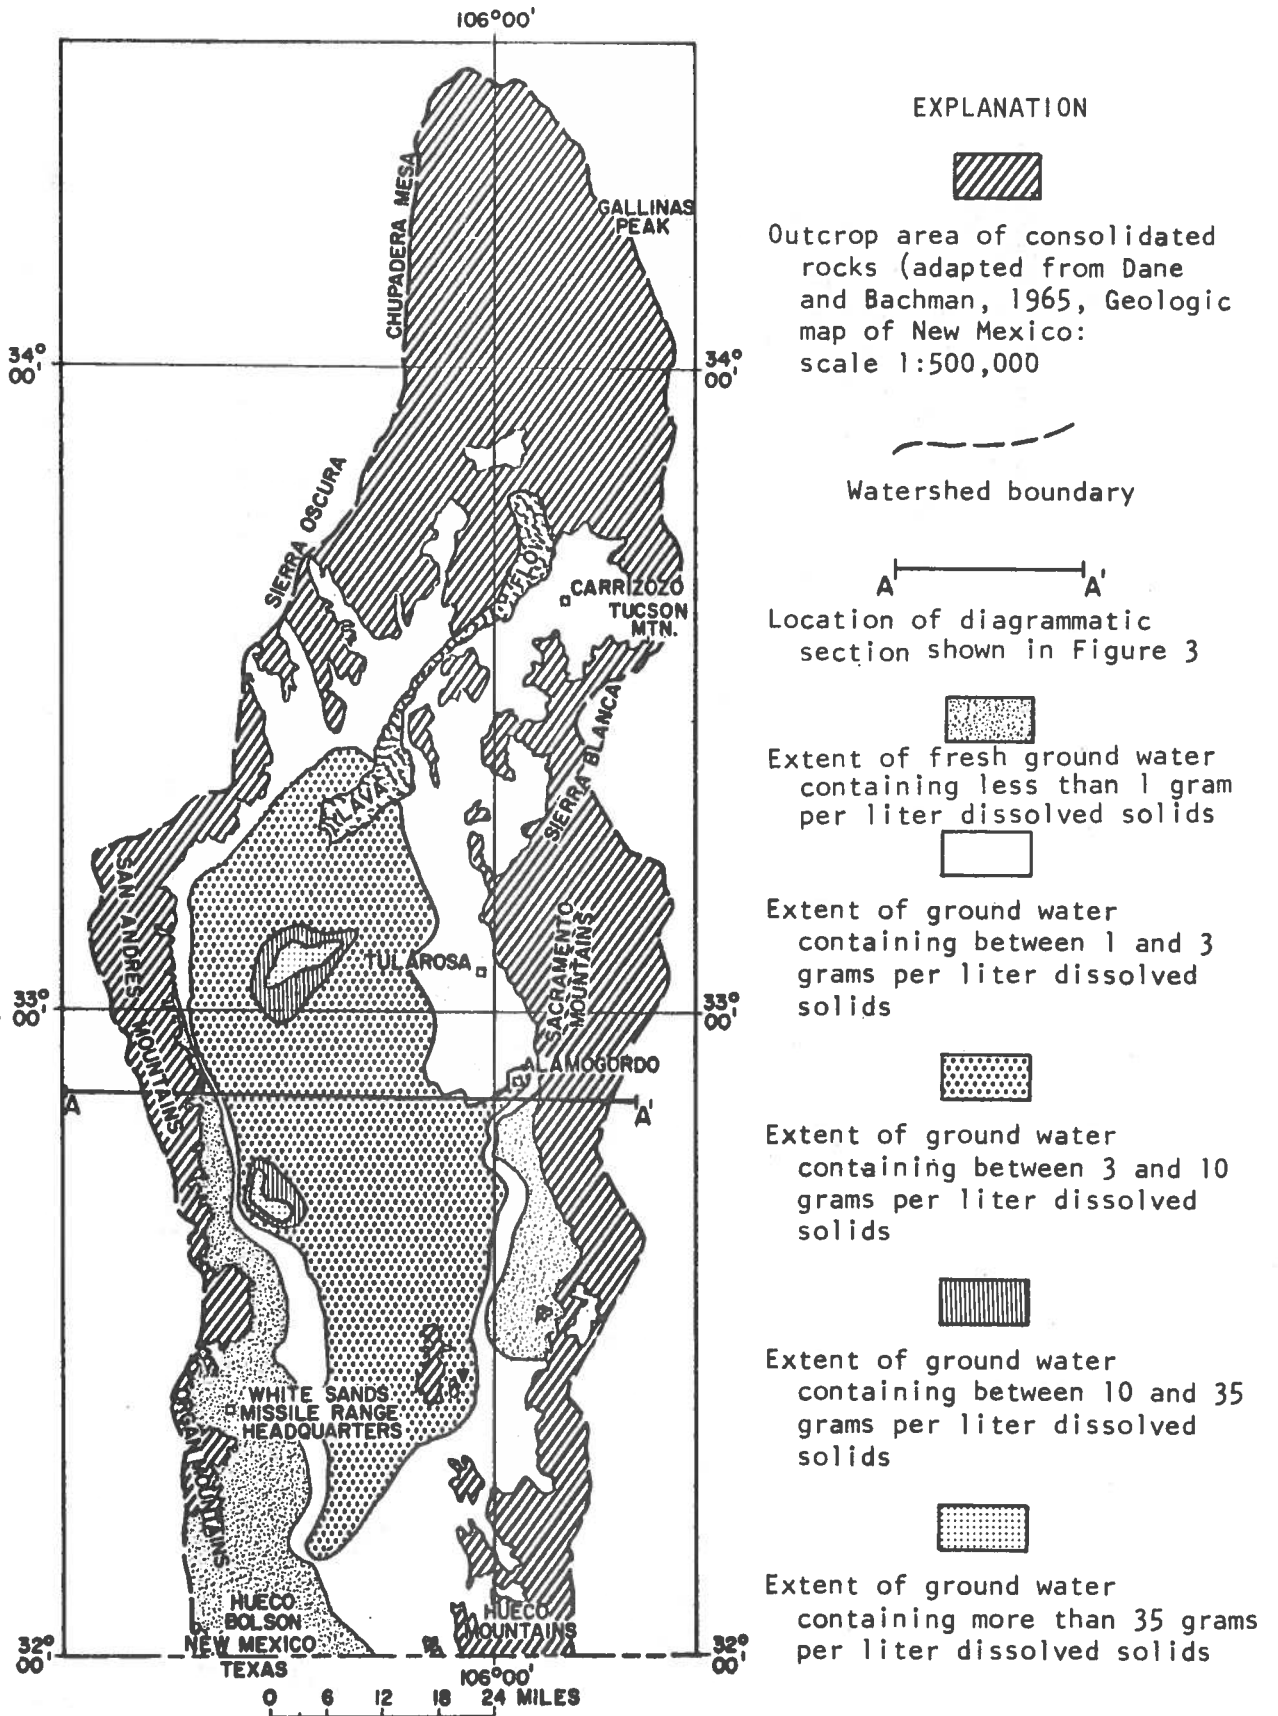 106°00'
CHUPADERA MESA
GALLINAS
PEAK
34°
00'
34°
00'
SIERRA OSCURA
FLOW
CARRIZOZO
TUCSON
MTN.
SIERRA BLANCA
LAVA
SAN ANDRES MOUNTAINS
TULAROSA
SACRAMENTO
MOUNTAINS
33°
00'
33°
00'
ALAMOGORDO
A
A'
WHITE SANDS
MISSILE RANGE
HEADQUARTERS
ORGAN MOUNTAINS
HUECO
BOLSON
NEW MEXICO
TEXAS
HUECO
MOUNTAINS
32°
00'
32°
00'
106°00'
0 6 12 18 24 MILES
EXPLANATION
Outcrop area of consolidated
rocks (adapted from Dane
and Bachman, 1965, Geologic
map of New Mexico:
scale 1:500,000
Watershed boundary
A A'
Location of diagrammatic
section shown in Figure 3
Extent of fresh ground water
containing less than 1 gram
per liter dissolved solids
Extent of ground water
containing between 1 and 3
grams per liter dissolved
solids
Extent of ground water
containing between 3 and 10
grams per liter dissolved
solids
Extent of ground water
containing between 10 and 35
grams per liter dissolved
solids
Extent of ground water
containing more than 35 grams
per liter dissolved solids